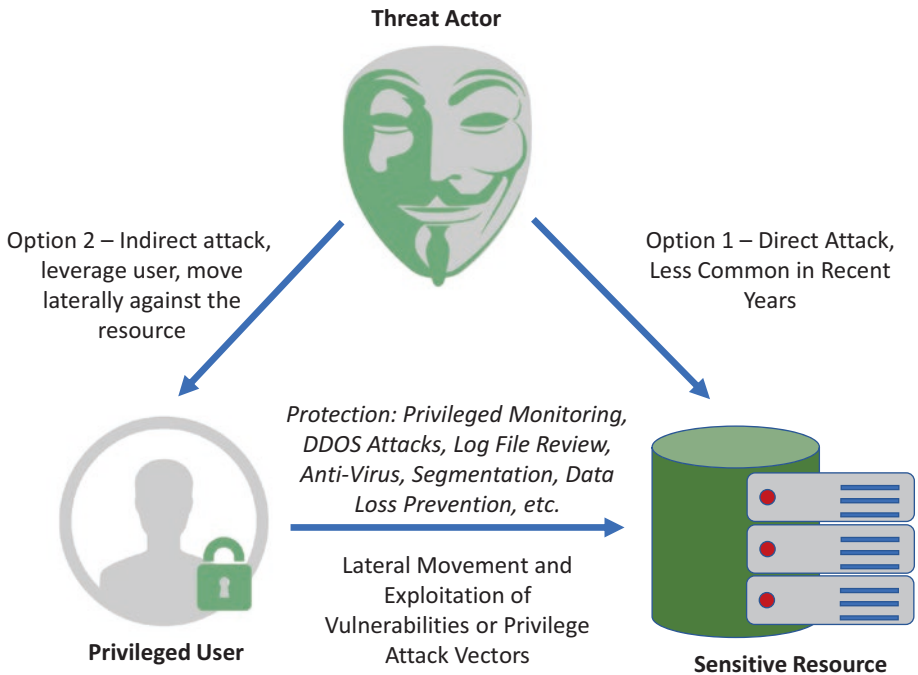 Threat Actor
Option 2 – Indirect attack,
leverage user, move
laterally against the
resource
Option 1 – Direct Attack,
Less Common in Recent
Years
Protection: Privileged Monitoring,
DDOS Attacks, Log File Review,
Anti-Virus, Segmentation, Data
Loss Prevention, etc.
Lateral Movement and
Exploitation of
Vulnerabilities or Privilege
Attack Vectors
Privileged User
Sensitive Resource